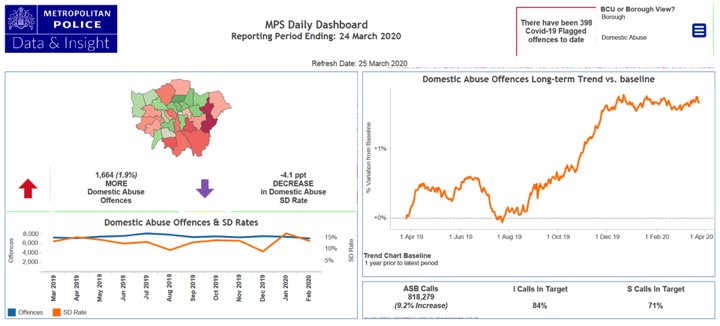 METROPOLITAN
POLICE
Data & Insight
MPS Daily Dashboard
Reporting Period Ending: 24 March 2020
There have been 398
Covid-19 Flagged
offences to date
BCU or Borough View?
Borough
Domestic Abuse
Refresh Date: 25 March 2020
1,664 (1.9%)
MORE
Domestic Abuse
Offences
-4.1 ppt
DECREASE
in Domestic Abuse
SD Rate
Domestic Abuse Offences & SD Rates
Offences
8,000
6,000
4,000
2,000
15%
10%
5%
SD Rate
Mar 2019
Apr 2019
May 2019
Jun 2019
Jul 2019
Aug 2019
Sep 2019
Oct 2019
Nov 2019
Dec 2019
Jan 2020
Feb 2020
Offences
SD Rate
Domestic Abuse Offences Long-term Trend vs. baseline
% Variation from Baseline
+1%
+0%
1 Apr 19
1 Jun 19
1 Aug 19
1 Oct 19
1 Dec 19
1 Feb 20
1 Apr 20
Trend Chart Baseline
1 year prior to latest period
ASB Calls
818,279
(9.2% Increase)
I Calls In Target
84%
S Calls In Target
71%